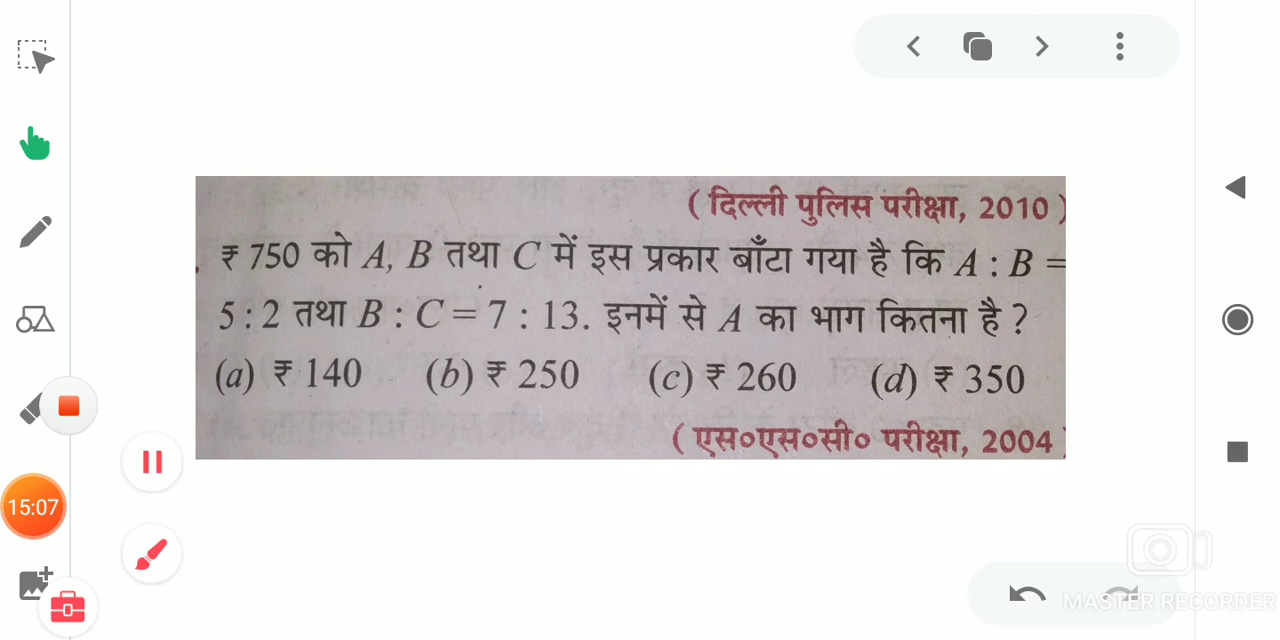 ( दिल्ली पुलिस परीक्षा, 2010 )
₹ 750 को A, B तथा C में इस प्रकार बाँटा गया है कि A : B =
5 : 2 तथा B : C = 7 : 13. इनमें से A का भाग कितना है ?
(a) ₹ 140 (b) ₹ 250 (c) ₹ 260 (d) ₹ 350
( एस०एस०सी० परीक्षा, 2004
15:07
MASTER RECORDER